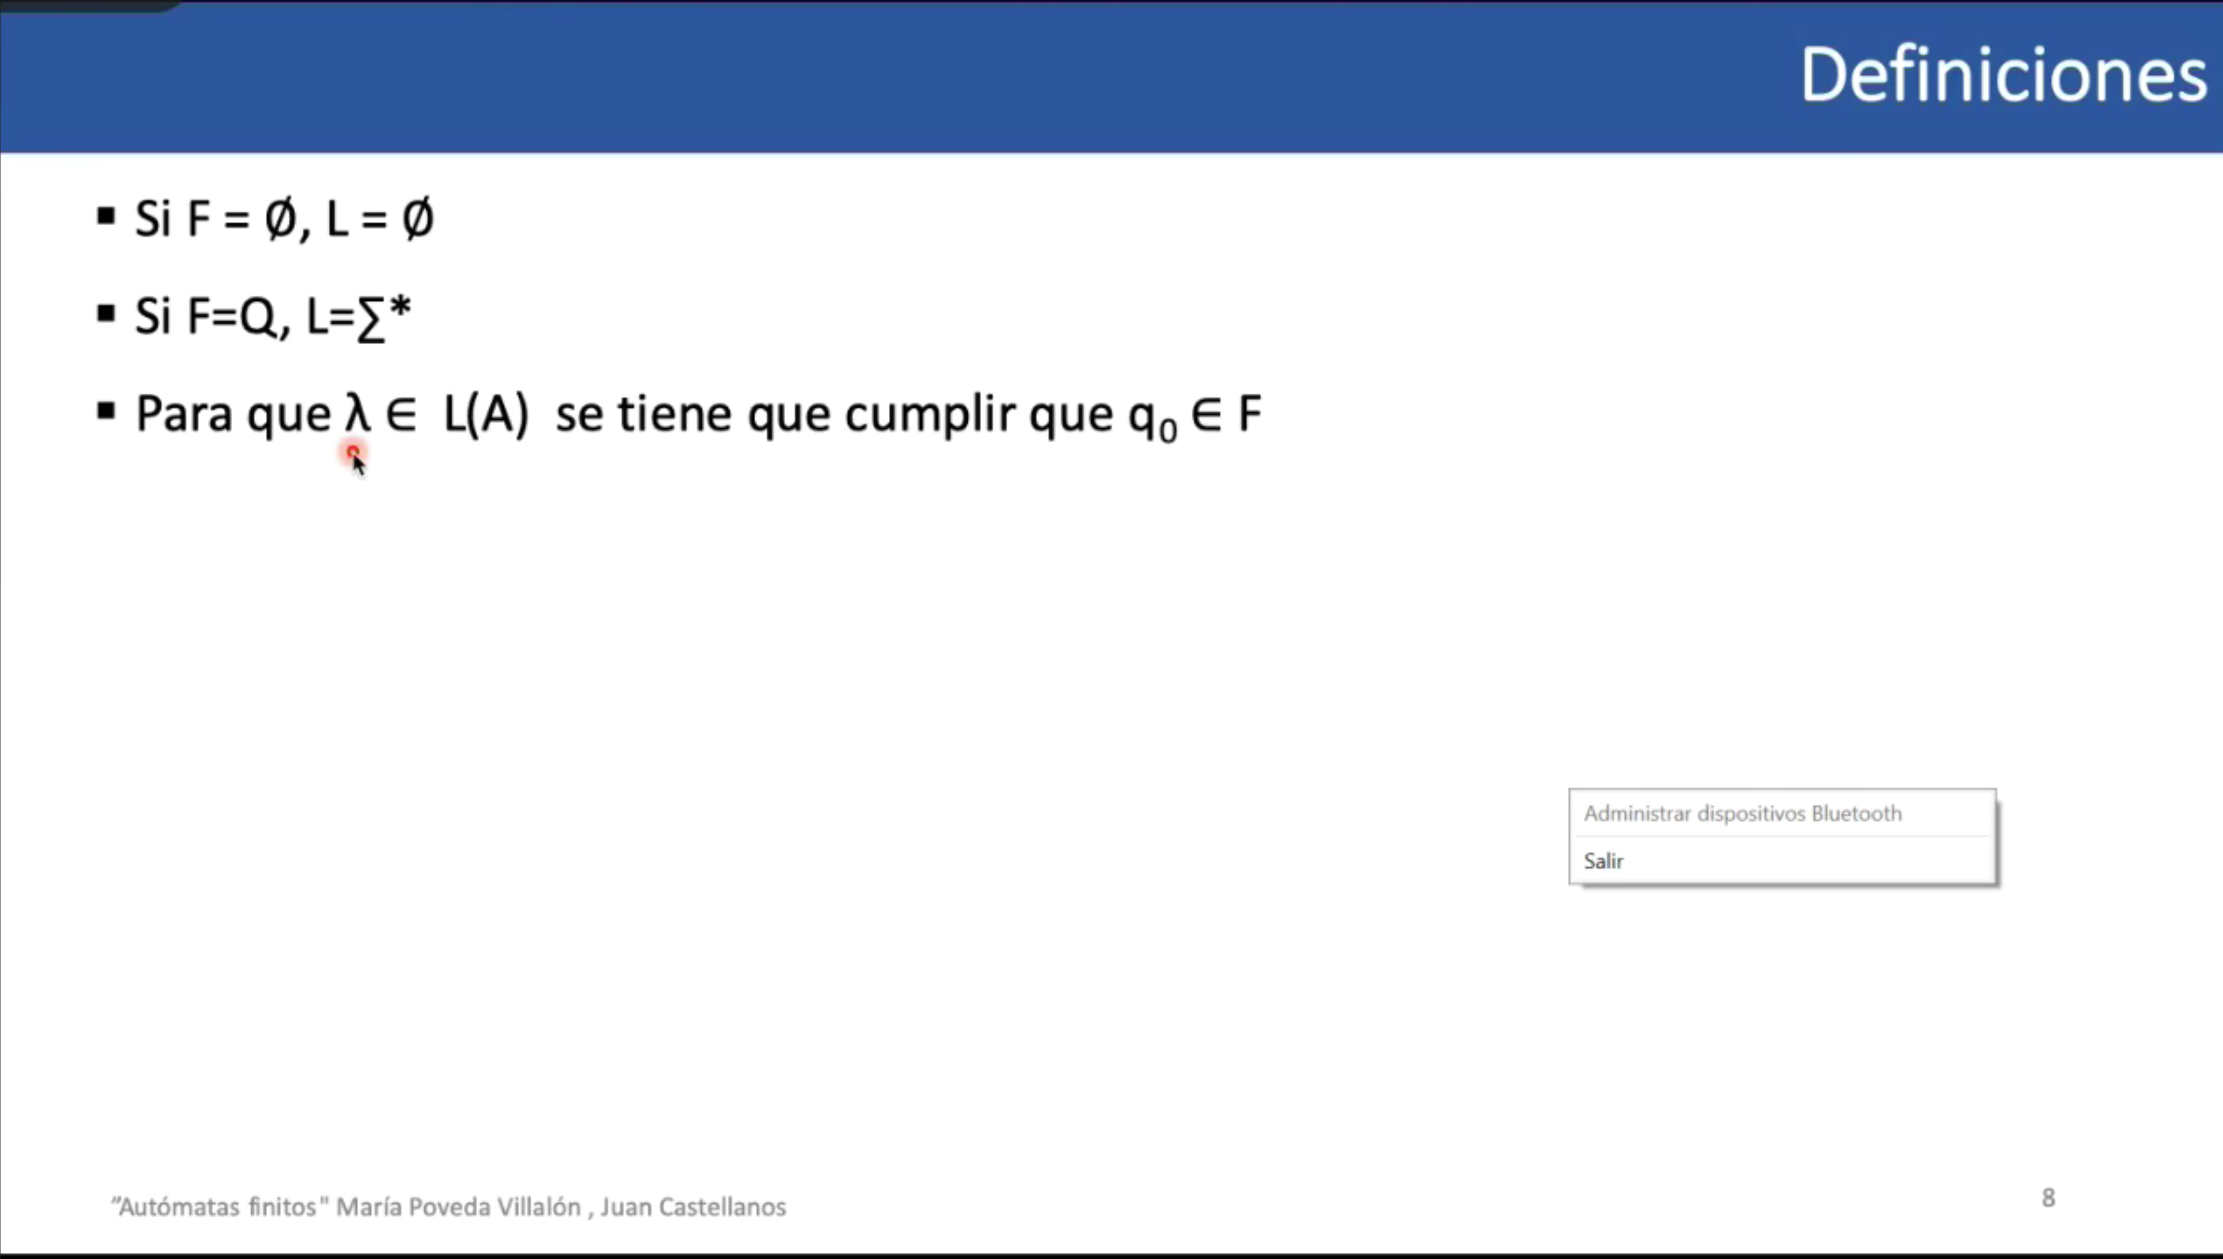 Definiciones
▪ Si F = ∅, L = ∅
▪ Si F=Q, L=∑*
▪ Para que λ ∈ L(A) se tiene que cumplir que q₀ ∈ F
Administrar dispositivos Bluetooth
Salir
"Autómatas finitos" María Poveda Villalón , Juan Castellanos
8